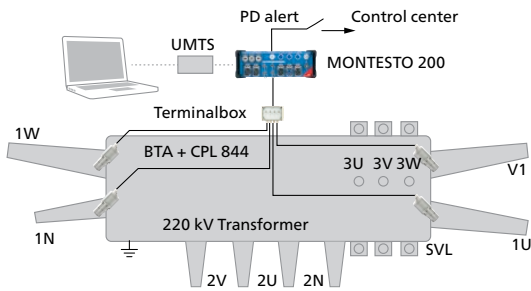 PD alert
Control center
UMTS
MONTESTO 200
Terminalbox
1W
BTA + CPL 844
3U 3V 3W
V1
1N
220 kV Transformer
SVL
1U
2V 2U 2N